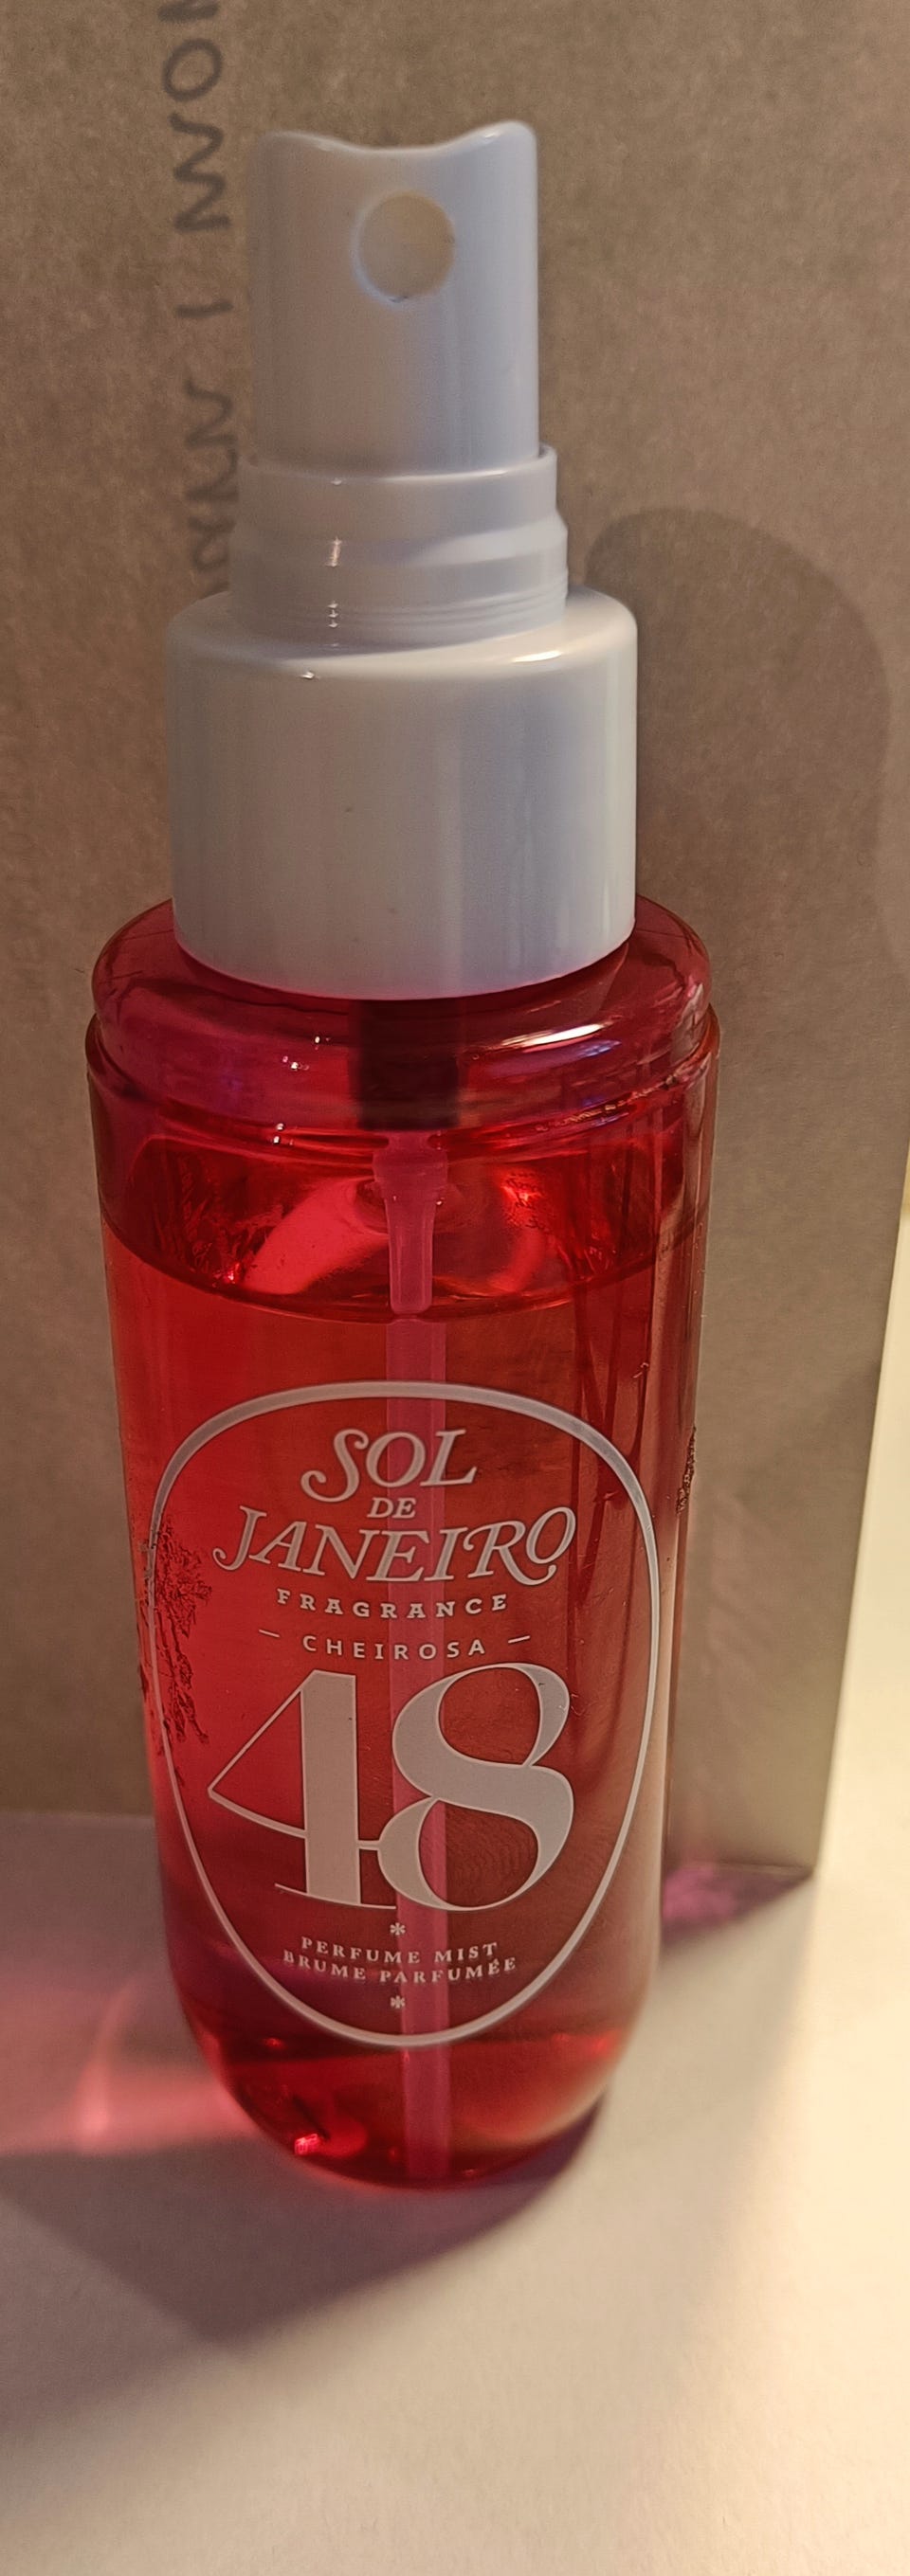 SOL
DE
JANEIRO
FRAGRANCE
— CHEIROSA —
48
*
PERFUME MIST
BRUME PARFUMÉE
*